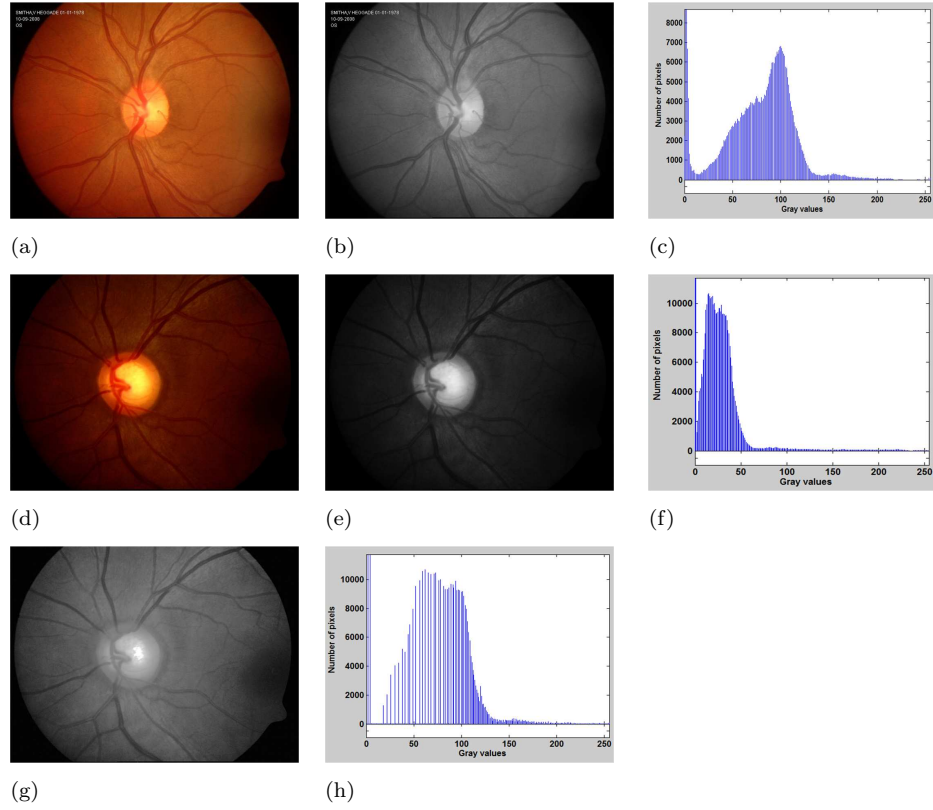 SMITHA,V HEGGADE 01-01-1970
10-09-2008
OS
SMITHA,V HEGGADE 01-01-1970
10-09-2008
OS
8000
7000
6000
5000
4000
3000
2000
1000
0
Number of pixels
0 50 100 150 200 250
Gray values
(a)
(b)
(c)
10000
8000
6000
4000
2000
0
Number of pixels
0 50 100 150 200 250
Gray values
(d)
(e)
(f)
10000
8000
6000
4000
2000
0
Number of pixels
0 50 100 150 200 250
Gray values
(g)
(h)